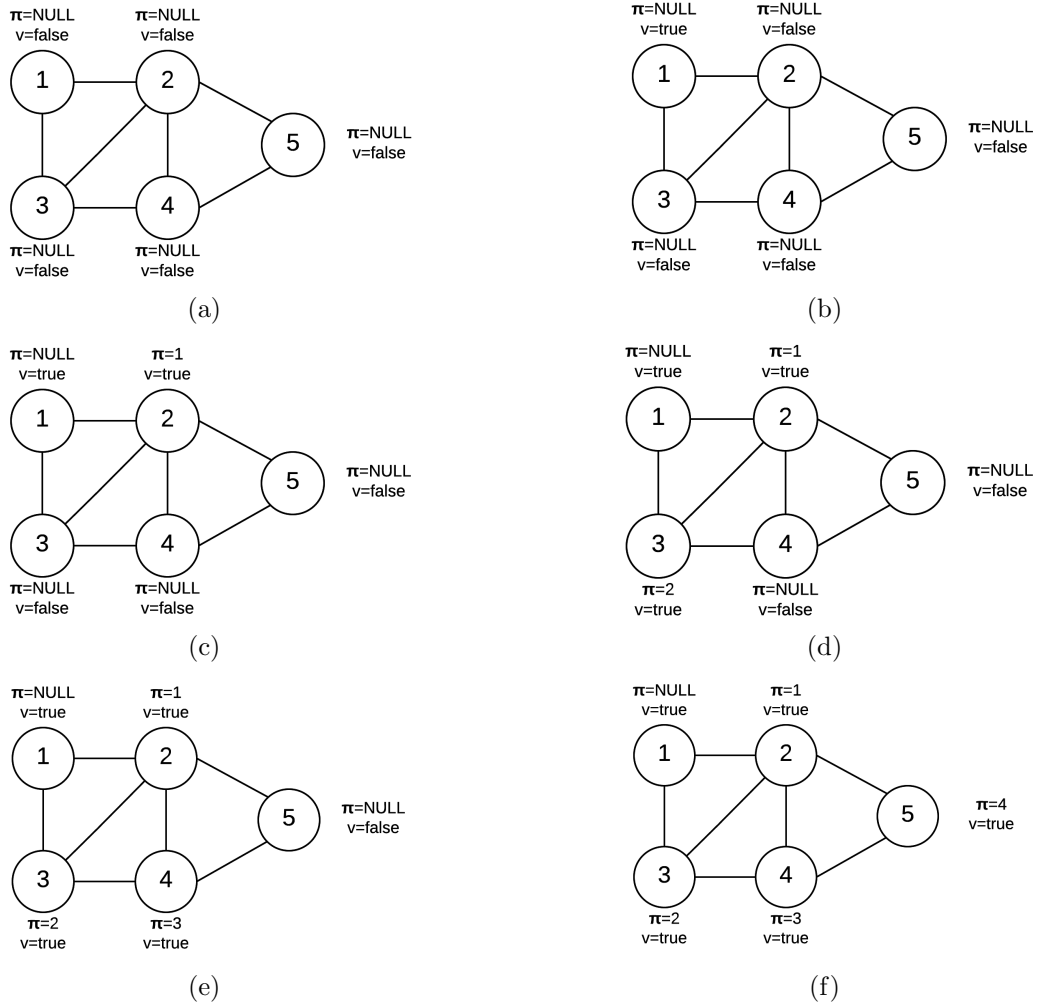 π=NULL
v=false
π=NULL
v=false
1
2
5
π=NULL
v=false
3
4
π=NULL
v=false
π=NULL
v=false
(a)
π=NULL
v=true
π=NULL
v=false
1
2
5
π=NULL
v=false
3
4
π=NULL
v=false
π=NULL
v=false
(b)
π=NULL
v=true
π=1
v=true
1
2
5
π=NULL
v=false
3
4
π=NULL
v=false
π=NULL
v=false
(c)
π=NULL
v=true
π=1
v=true
1
2
5
π=NULL
v=false
3
4
π=2
v=true
π=NULL
v=false
(d)
π=NULL
v=true
π=1
v=true
1
2
5
π=NULL
v=false
3
4
π=2
v=true
π=3
v=true
(e)
π=NULL
v=true
π=1
v=true
1
2
5
π=4
v=true
3
4
π=2
v=true
π=3
v=true
(f)